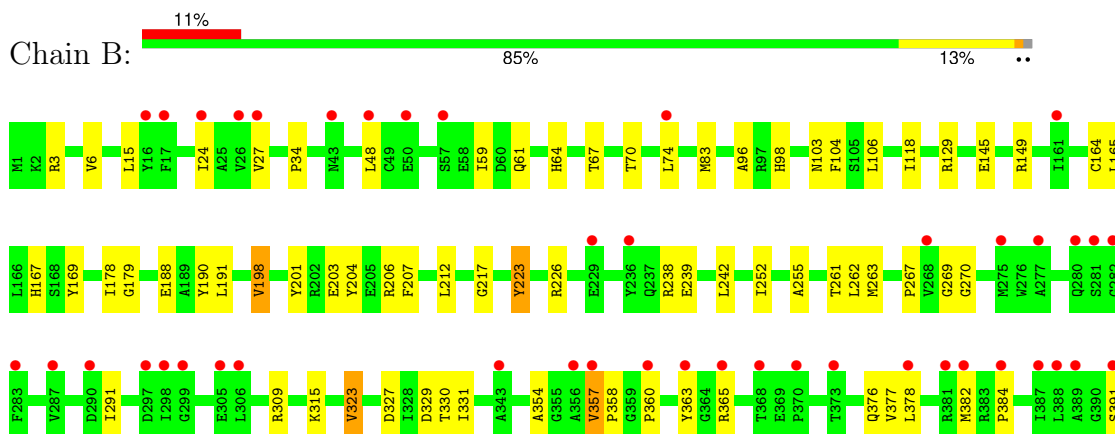 11%
Chain B:
85% 13% ••
M1 K2 R3 V6 L15 Y16 F17 I24 A25 V26 V27 P34 N43 L48 C49 E50 S57 E58 I59 D60 Q61 H64 T67 T70 L74 M83 A96 R97 H98 N103 F104 S105 L106 I118 R129 E145 R149 I161 C164 L165
L166 H167 S168 Y169 I178 G179 E188 A189 Y190 L191 V198 Y201 R202 E203 Y204 E205 R206 F207 L212 G217 Y223 R226 E229 Y236 Q237 R238 E239 L242 I252 A255 T261 L262 M263 P267 V268 G269 G270 M275 W276 A277 Q280 S281 G282
F283 V287 D290 I291 D297 I298 G299 E305 L306 R309 K315 V323 D327 I328 D329 T330 I331 A343 A354 G355 A356 V357 P358 G359 P360 Y363 G364 R365 T368 E369 P370 T373 Q376 V377 L378 R381 M382 R383 P384 I387 L388 A389 G390